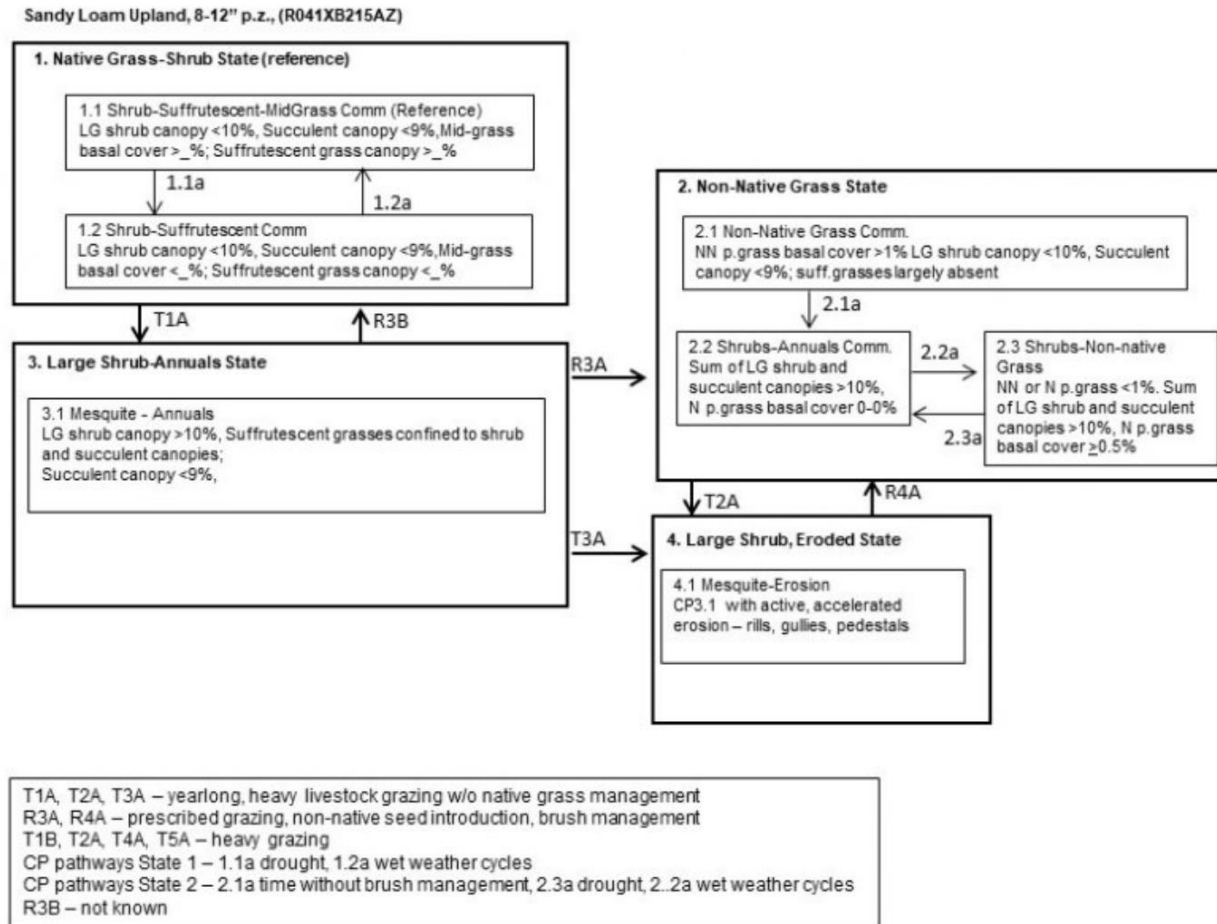 Sandy Loam Upland, 8-12" p.z., (R041XB215AZ)
1. Native Grass-Shrub State (reference)
1.1 Shrub-Suffrutescent-MidGrass Comm (Reference)
LG shrub canopy <10%, Succulent canopy <9%,Mid-grass
basal cover >_%; Suffrutescent grass canopy >_%
1.1a
1.2a
1.2 Shrub-Suffrutescent Comm
LG shrub canopy <10%, Succulent canopy <9%,Mid-grass
basal cover <_%; Suffrutescent grass canopy <_%
T1A
R3B
3. Large Shrub-Annuals State
3.1 Mesquite - Annuals
LG shrub canopy >10%, Suffrutescent grasses confined to shrub
and succulent canopies;
Succulent canopy <9%,
R3A
T3A
2. Non-Native Grass State
2.1 Non-Native Grass Comm.
NN p.grass basal cover >1% LG shrub canopy <10%, Succulent
canopy <9%; suff.grasses largely absent
2.1a
2.2 Shrubs-Annuals Comm.
Sum of LG shrub and
succulent canopies >10%,
N p.grass basal cover 0-0%
2.2a
2.3a
2.3 Shrubs-Non-native
Grass
NN or N p.grass <1%. Sum
of LG shrub and succulent
canopies >10%, N p.grass
basal cover ≥0.5%
T2A
R4A
4. Large Shrub, Eroded State
4.1 Mesquite-Erosion
CP3.1 with active, accelerated
erosion – rills, gullies, pedestals
T1A, T2A, T3A – yearlong, heavy livestock grazing w/o native grass management
R3A, R4A – prescribed grazing, non-native seed introduction, brush management
T1B, T2A, T4A, T5A – heavy grazing
CP pathways State 1 – 1.1a drought, 1.2a wet weather cycles
CP pathways State 2 – 2.1a time without brush management, 2.3a drought, 2..2a wet weather cycles
R3B – not known